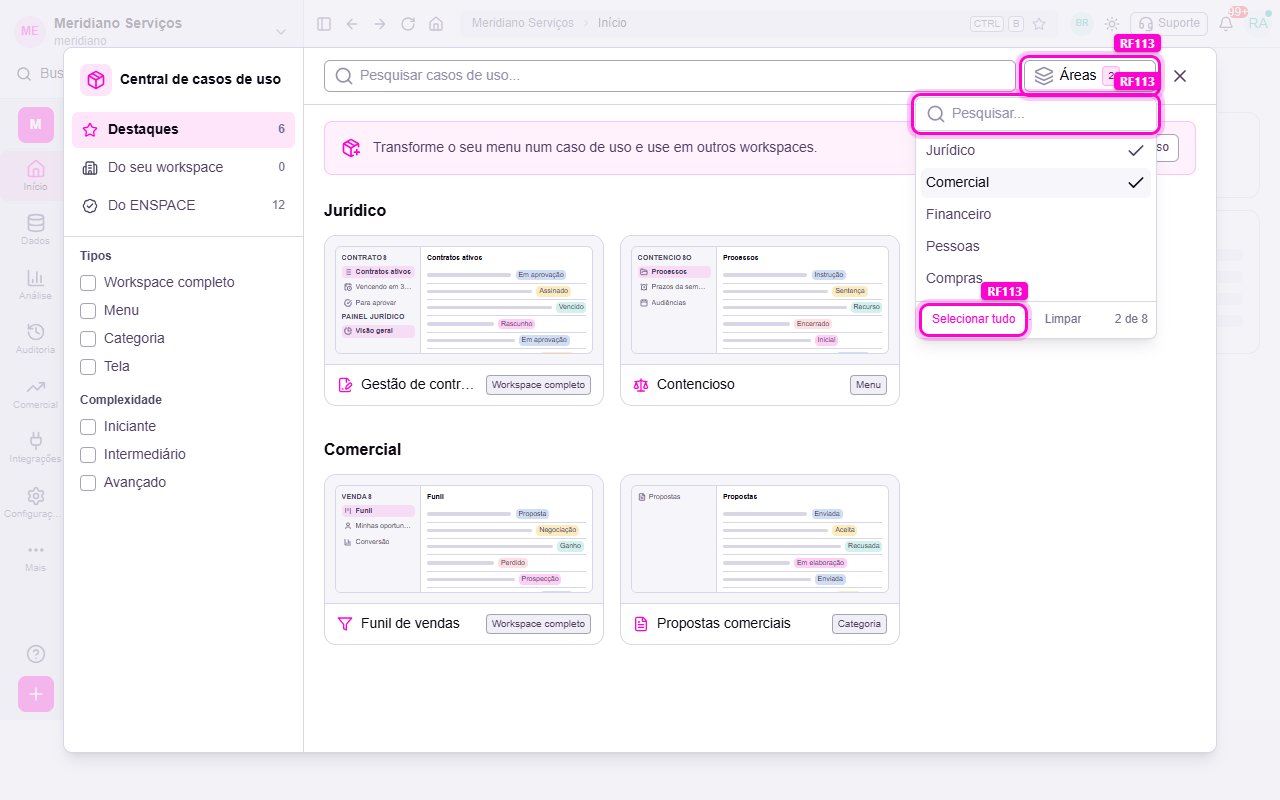 ME
Meridiano Serviços
meridiano
Meridiano Serviços
Início
CTRL
B
BR
Suporte
99+
RA
RF113
Bus
Central de casos de uso
Pesquisar casos de uso...
Áreas
RF113
Pesquisar...
M
Destaques
6
Do seu workspace
0
Do ENSPACE
12
Transforme o seu menu num caso de uso e use em outros workspaces.
Jurídico
Comercial
Financeiro
Pessoas
Compras
RF113
Selecionar tudo
Limpar
2 de 8
Início
Dados
Análise
Auditoria
Comercial
Integrações
Configuraç...
Mais
Tipos
Workspace completo
Menu
Categoria
Tela
Complexidade
Iniciante
Intermediário
Avançado
Jurídico
CONTRATOS
Contratos ativos
Vencendo em 3...
Para aprovar
PAINEL JURÍDICO
Visão geral
Contratos ativos
Em aprovação
Assinado
Vencido
Rascunho
Em aprovação
Gestão de contr...
Workspace completo
CONTENCIOSO
Processos
Prazos da sem...
Audiências
Processos
Instrução
Sentença
Recurso
Encerrado
Inicial
Contencioso
Menu
Comercial
VENDAS
Funil
Minhas oportun...
Conversão
Funil
Proposta
Negociação
Ganho
Perdido
Prospecção
Funil de vendas
Workspace completo
Propostas
Propostas
Enviada
Aceita
Recusada
Em elaboração
Enviada
Propostas comerciais
Categoria